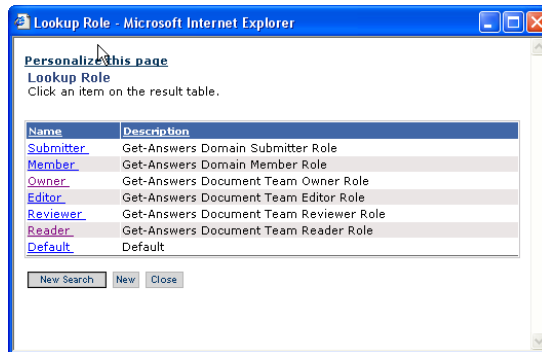 Lookup Role - Microsoft Internet Explorer
Personalize this page
Lookup Role
Click an item on the result table.
Name Description
Submitter Get-Answers Domain Submitter Role
Member Get-Answers Domain Member Role
Owner Get-Answers Document Team Owner Role
Editor Get-Answers Document Team Editor Role
Reviewer Get-Answers Document Team Reviewer Role
Reader Get-Answers Document Team Reader Role
Default Default
New Search New Close